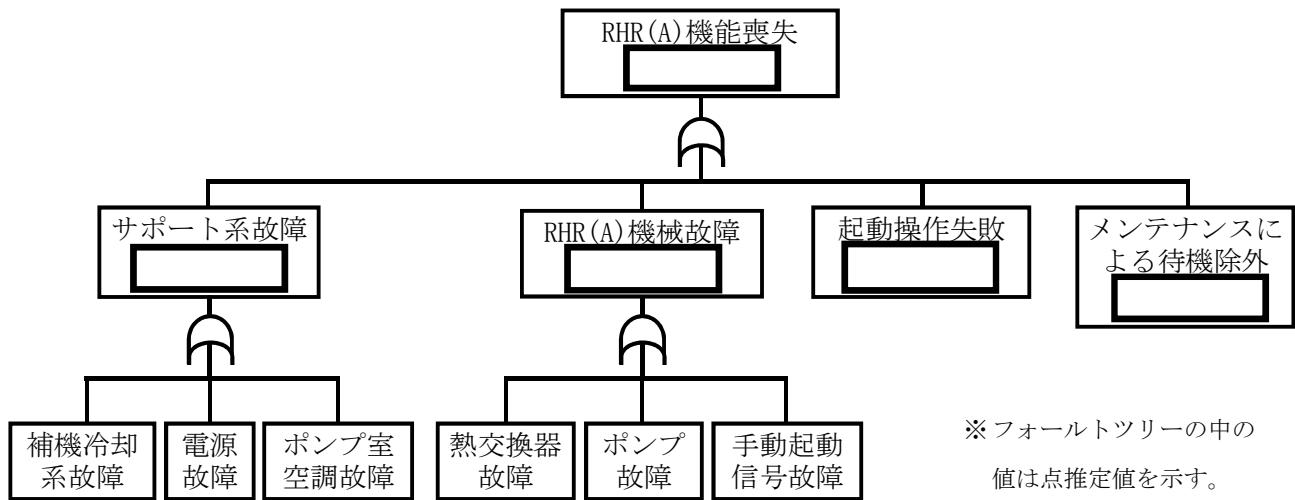 RHR(A)機能喪失
サポート系故障
RHR(A)機械故障
起動操作失敗
メンテナンスに
よる待機除外
補機冷却
系故障
電源
故障
ポンプ室
空調故障
熱交換器
故障
ポンプ
故障
手動起動
信号故障
※フォールトツリーの中の
値は点推定値を示す。